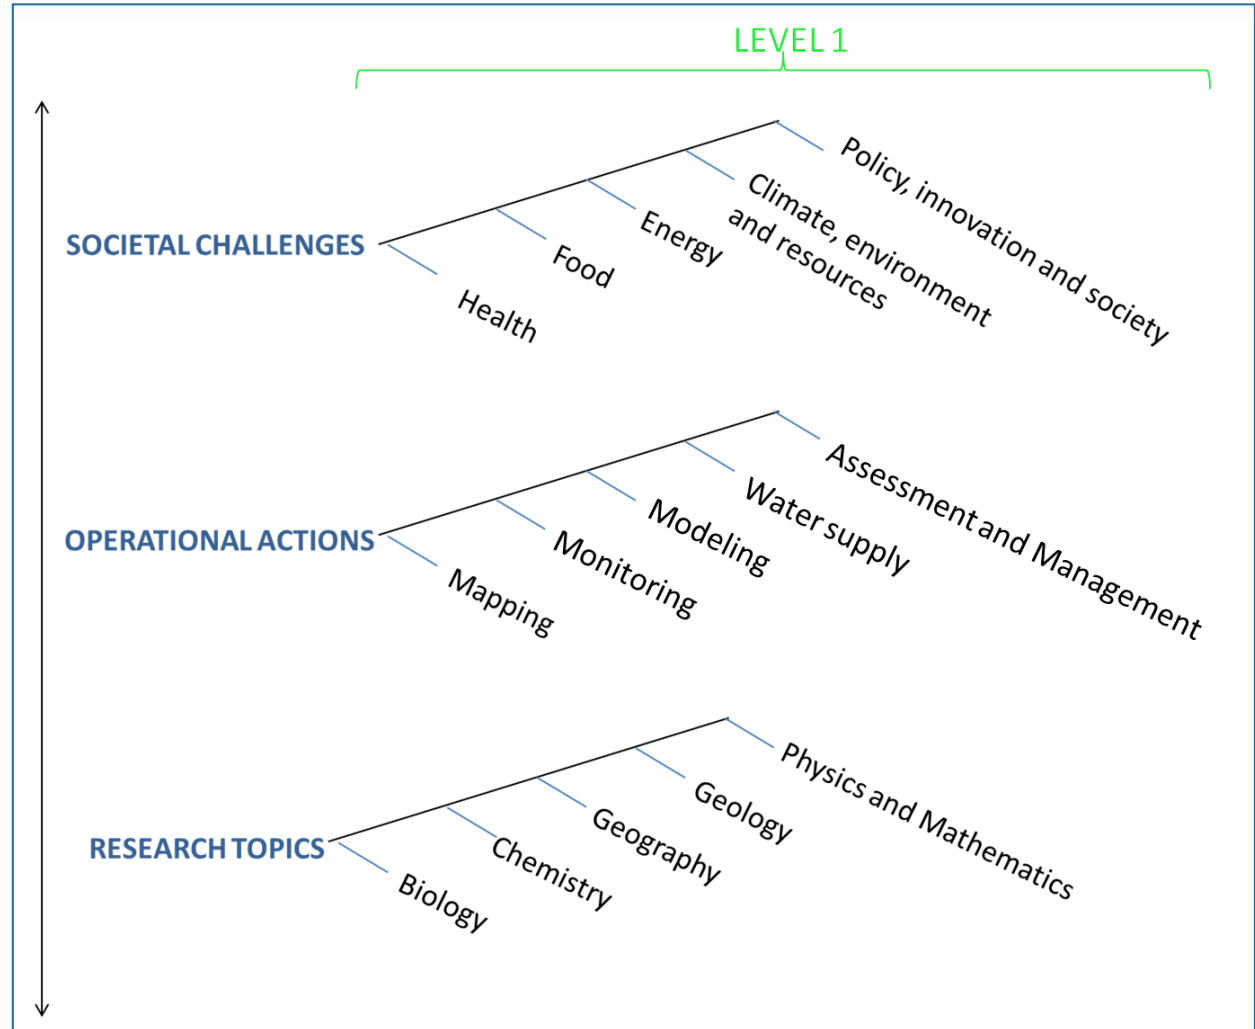 LEVEL 1
SOCIETAL CHALLENGES
Health
Food
Energy
Climate, environment
and resources
Policy, innovation and society
OPERATIONAL ACTIONS
Mapping
Monitoring
Modeling
Water supply
Assessment and Management
RESEARCH TOPICS
Biology
Chemistry
Geography
Geology
Physics and Mathematics